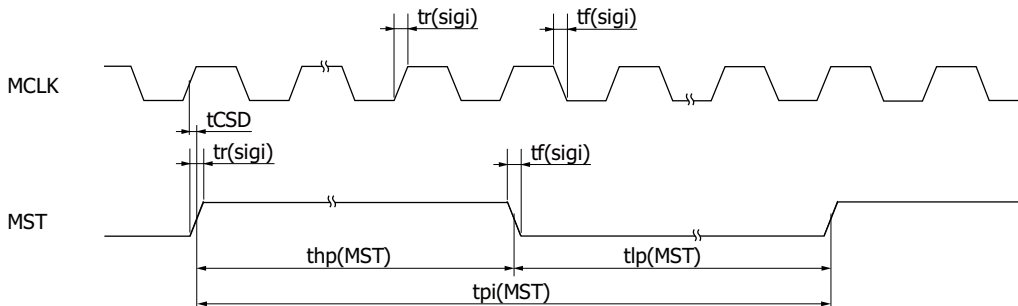 tr(sigi)
tf(sigi)
MCLK
tCSD
tr(sigi)
tf(sigi)
MST
thp(MST)
tlp(MST)
tpi(MST)